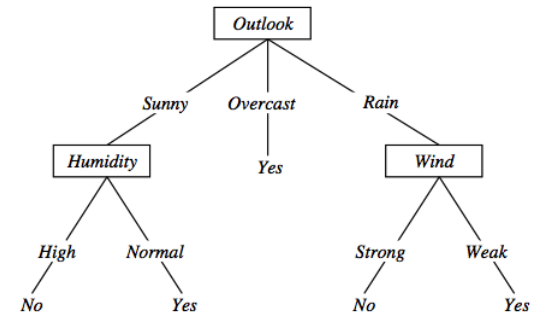 Outlook
Sunny Overcast Rain
Humidity Yes Wind
High Normal Strong Weak
No Yes No Yes